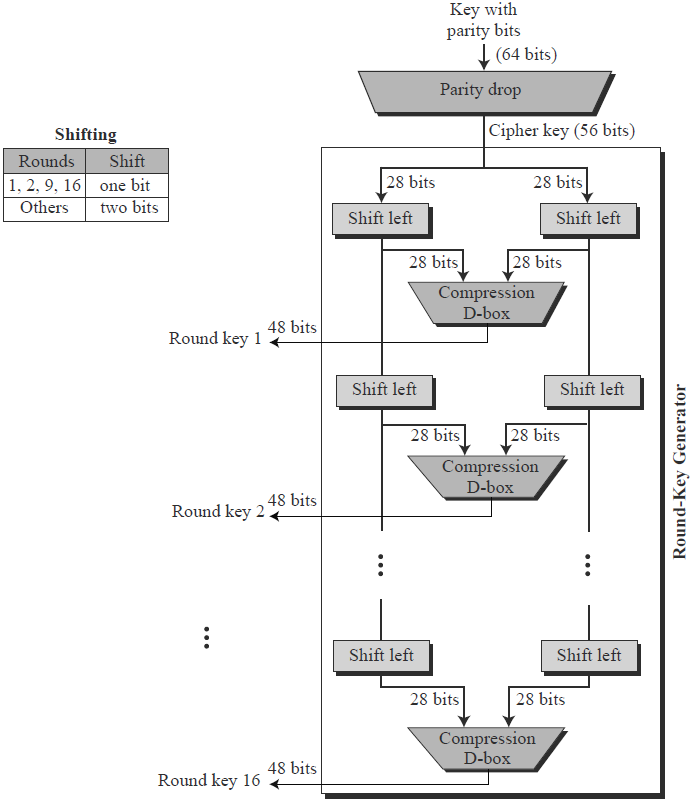 Key with
parity bits
(64 bits)
Parity drop
Cipher key (56 bits)
Shifting
Rounds Shift
1, 2, 9, 16 one bit
Others two bits
28 bits 28 bits
Shift left Shift left
28 bits 28 bits
Compression
D-box
48 bits
Round key 1
Shift left Shift left
28 bits 28 bits
Compression
D-box
48 bits
Round key 2
Shift left Shift left
28 bits 28 bits
Compression
D-box
48 bits
Round key 16
Round-Key Generator